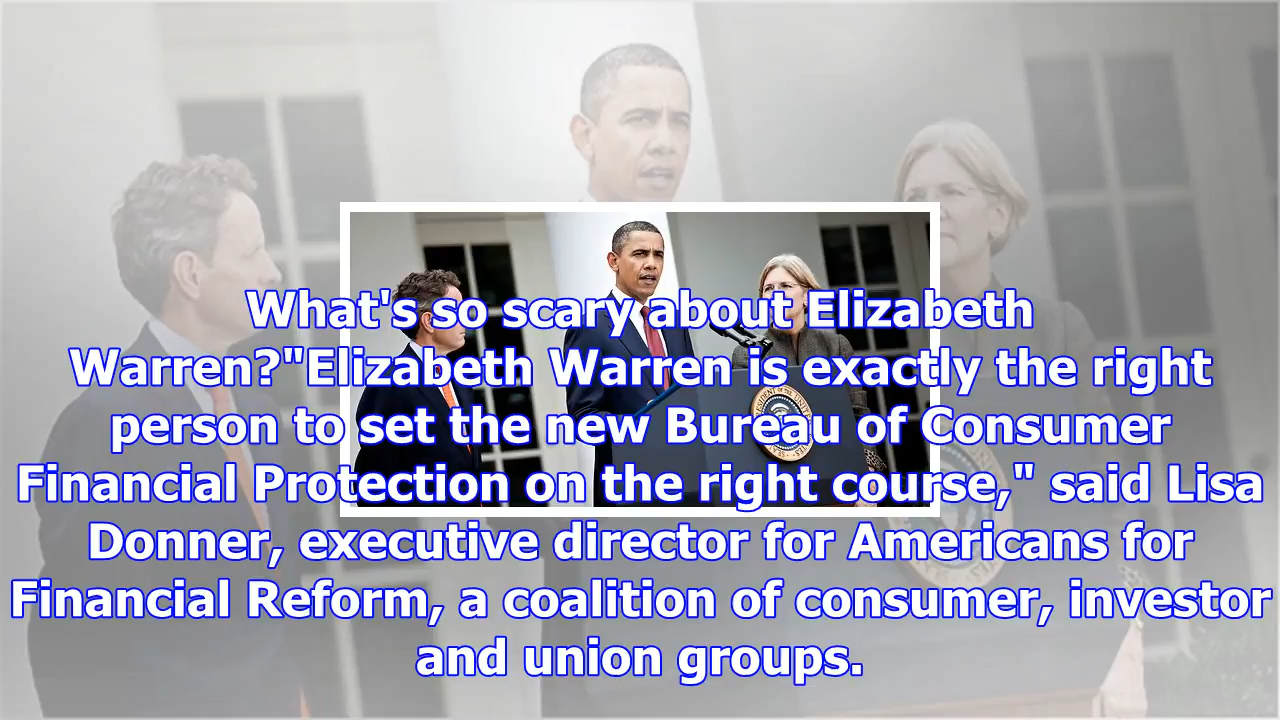 What's so scary about Elizabeth
Warren?"Elizabeth Warren is exactly the right
person to set the new Bureau of Consumer
Financial Protection on the right course," said Lisa
Donner, executive director for Americans for
Financial Reform, a coalition of consumer, investor
and union groups.